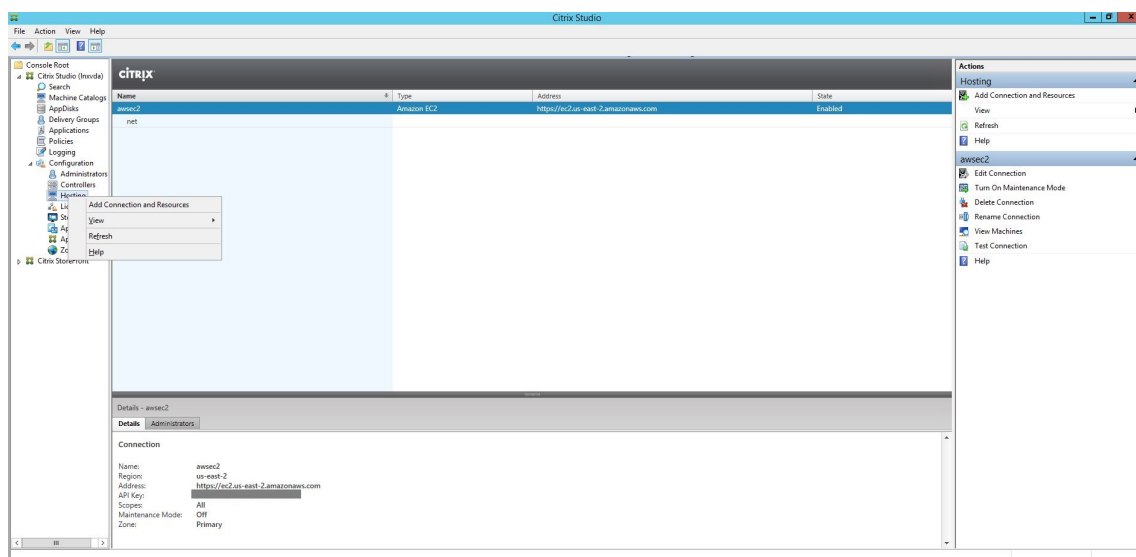 Citrix Studio
File Action View Help
Console Root
Citrix Studio (lnxvda)
Search
Machine Catalogs
AppDisks
Delivery Groups
Applications
Policies
Logging
Configuration
Administrators
Controllers
Hosting
Citrix StoreFront
Add Connection and Resources
View
Refresh
Help
CİTRIX
Name Type Address State
awsec2 Amazon EC2 https://ec2.us-east-2.amazonaws.com Enabled
net
Details - awsec2
Details Administrators
Connection
Name: awsec2
Region: us-east-2
Address: https://ec2.us-east-2.amazonaws.com
API Key:
Scopes: All
Maintenance Mode: Off
Zone: Primary
Actions
Hosting
Add Connection and Resources
View
Refresh
Help
awsec2
Edit Connection
Turn On Maintenance Mode
Delete Connection
Rename Connection
View Machines
Test Connection
Help